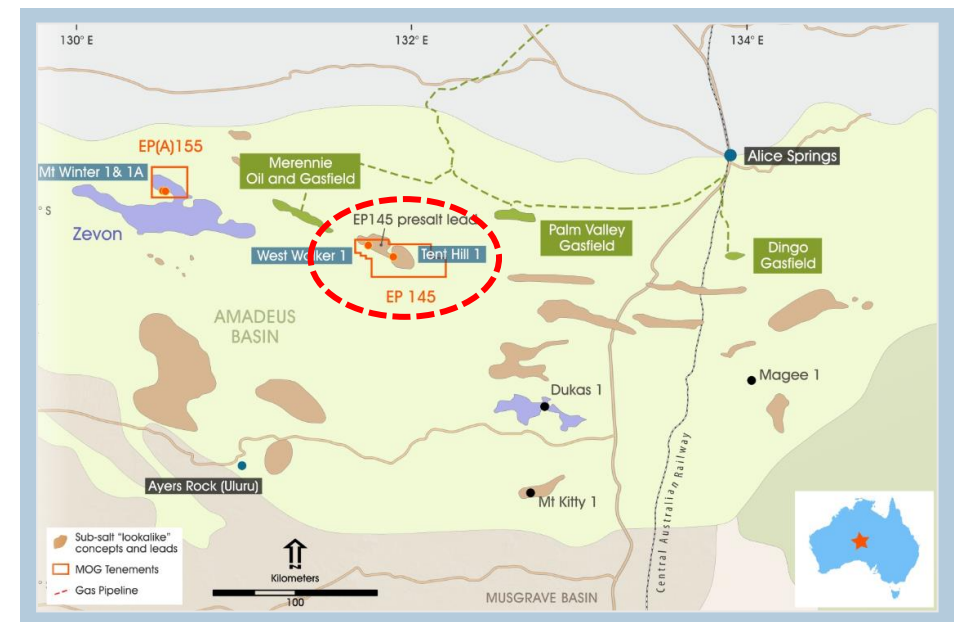 130° E
132° E
134° E
EP(A)155
Mt Winter 1& 1A
Merennie
Oil and Gasfield
Alice Springs
° S
Zevon
EP145 presalt lead
Palm Valley
Gasfield
West Walker 1
Tent Hill 1
Dingo
Gasfield
EP 145
AMADEUS
BASIN
Magee 1
Dukas 1
Ayers Rock (Uluru)
Mt Kitty 1
Central Australian Railway
Sub-salt "lookalike"
concepts and leads
MOG Tenements
Gas Pipeline
Kilometers
100
MUSGRAVE BASIN